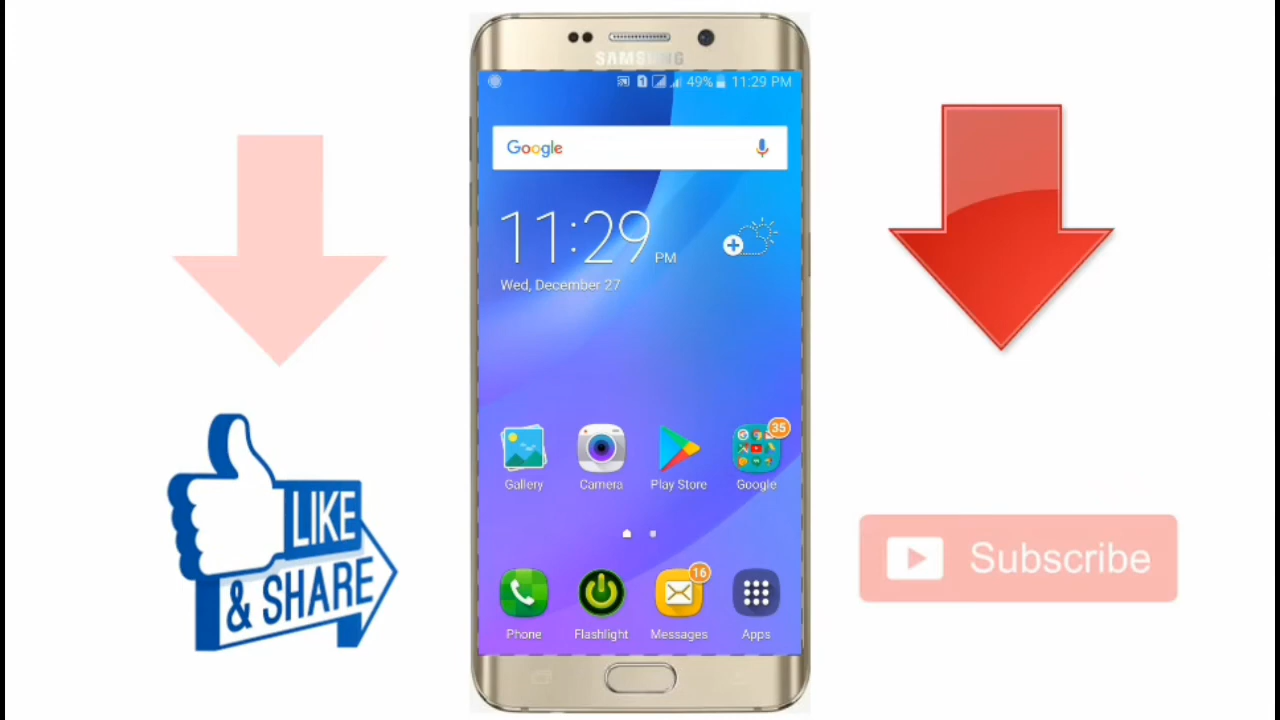 SAMSUNG
1 49% 11:29 PM
Google
11:29 PM
Wed, December 27
35
Gallery Camera Play Store Google
16
Phone Flashlight Messages Apps
LIKE
& SHARE
Subscribe